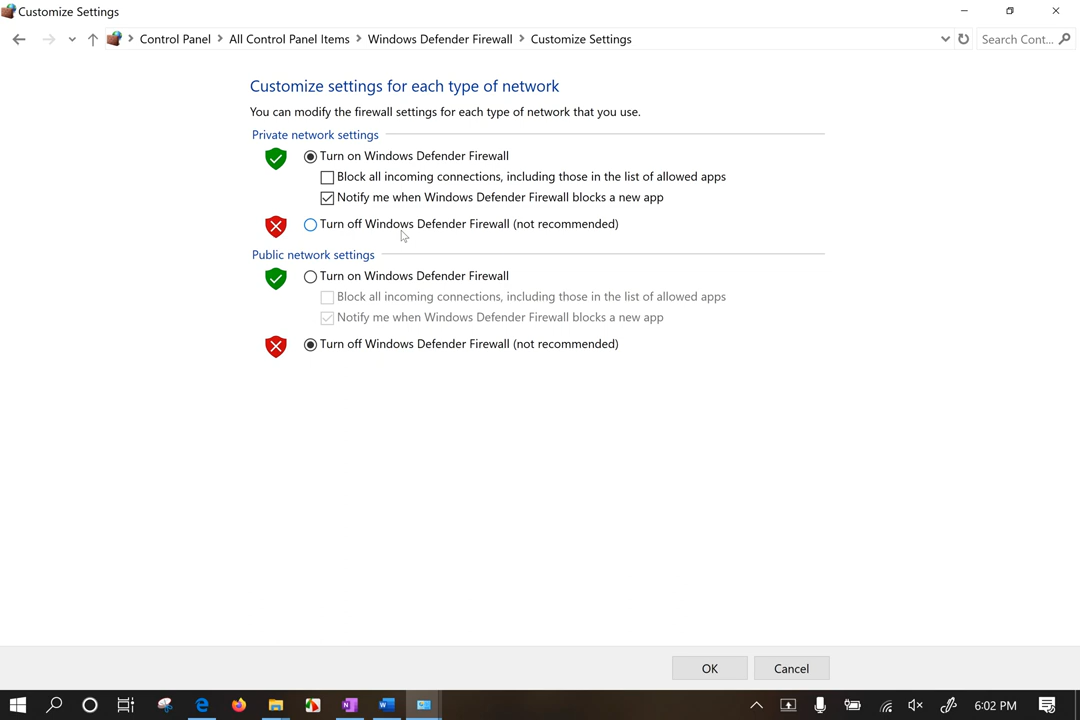 Customize Settings
Control Panel > All Control Panel Items > Windows Defender Firewall > Customize Settings
Search Cont...
Customize settings for each type of network
You can modify the firewall settings for each type of network that you use.
Private network settings
Turn on Windows Defender Firewall
Block all incoming connections, including those in the list of allowed apps
Notify me when Windows Defender Firewall blocks a new app
Turn off Windows Defender Firewall (not recommended)
Public network settings
Turn on Windows Defender Firewall
Block all incoming connections, including those in the list of allowed apps
Notify me when Windows Defender Firewall blocks a new app
Turn off Windows Defender Firewall (not recommended)
OK
Cancel
6:02 PM